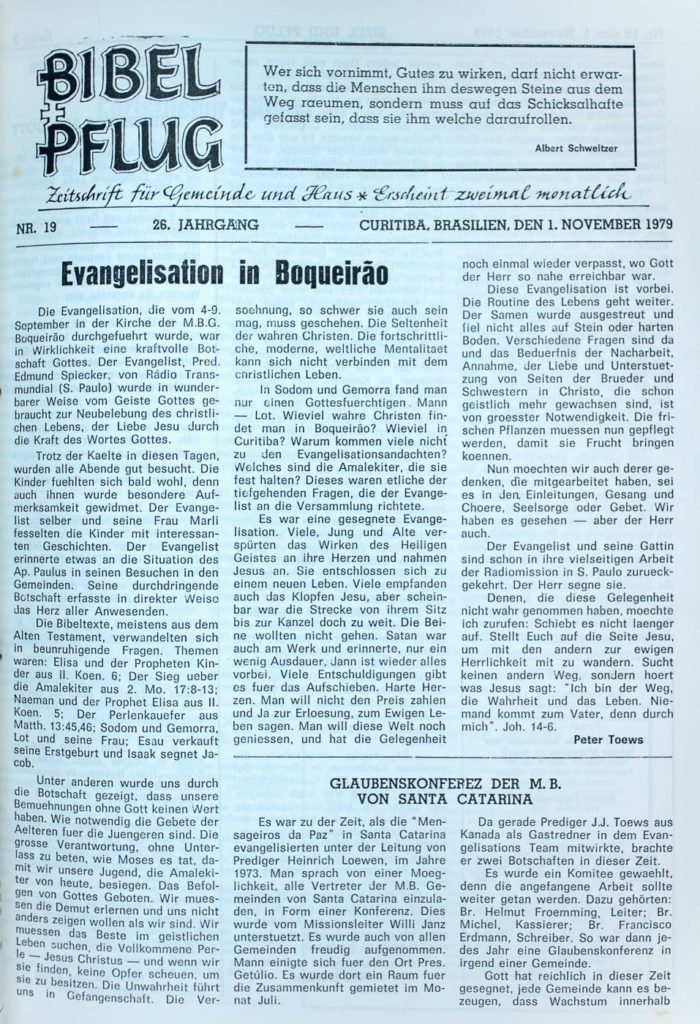 BIBEL
+
PFLUG
Wer sich vornimmt, Gutes zu wirken, darf nicht erwar-
ten, dass die Menschen ihm deswegen Steine aus dem
Weg raeumen, sondern muss auf das Schicksalhafte
gefasst sein, dass sie ihm welche daraufrollen.
Albert Schweitzer
Zeitschrift für Gemeinde und Haus * Erscheint zweimal monatlich
NR. 19 — 26. JAHRGANG — CURITIBA, BRASILIEN, DEN 1. NOVEMBER 1979
Evangelisation in Boqueirão
Die Evangelisation, die vom 4-9.
September in der Kirche der M.B.G.
Boqueirão durchgefuehrt wurde, war
in Wirklichkeit eine kraftvolle Bot-
schaft Gottes. Der Evangelist, Pred.
Edmund Spiecker, von Rádio Trans-
mundial (S. Paulo) wurde in wunder-
barer Weise vom Geiste Gottes ge-
braucht zur Neubelebung des christli-
chen Lebens, der Liebe Jesu durch
die Kraft des Wortes Gottes.
Trotz der Kaelte in diesen Tagen,
wurden alle Abende gut besucht. Die
Kinder fuehlten sich bald wohl, denn
auch ihnen wurde besondere Auf-
merksamkeit gewidmet. Der Evange-
list selber und seine Frau Marli
fesselten die Kinder mit interessan-
ten Geschichten. Der Evangelist
erinnerte etwas an die Situation des
Ap. Paulus in seinen Besuchen in den
Gemeinden. Seine durchdringende
Botschaft erfasste in direkter Weise
das Herz aller Anwesenden.
Die Bibeltexte, meistens aus dem
Alten Testament, verwandelten sich
in beunruhigende Fragen. Themen
waren: Elisa und der Propheten Kin-
der aus II. Koen. 6; Der Sieg ueber
die Amalekiter aus 2. Mo. 17:8-13;
Naeman und der Prophet Elisa aus II.
Koen. 5; Der Perlenkauefer aus
Matth. 13:45,46; Sodom und Gemorra,
Lot und seine Frau; Esau verkauft
seine Erstgeburt und Isaak segnet Ja-
cob.
Unter anderen wurde uns durch
die Botschaft gezeigt, dass unsere
Bemuehnungen ohne Gott keinen Wert
haben. Wie notwendig die Gebete der
Aelteren fuer die Juengeren sind. Die
grosse Verantwortung, ohne Unter-
lass zu beten, wie Moses es tat, da-
mit wir unsere Jugend, die Amaleki-
ter von heute, besiegen. Das Befol-
gen von Gottes Geboten. Wir mues-
sen die Demut erlernen und uns nicht
anders zeigen wollen als wir sind. Wir
muessen das Beste im geistlichen
Leben suchen, die Vollkommene Per-
le — Jesus Christus — und wenn wir
sie finden, keine Opfer scheuen, um
sie zu besitzen. Die Unwahrheit führt
uns in Gefangenschaft. Die Ver-
soehnung, so schwer sie auch sein
mag, muss geschehen. Die Seltenheit
der wahren Christen. Die fortschrittli-
che, moderne, weltliche Mentalitaet
kann sich nicht verbinden mit dem
christlichen Leben.
In Sodom und Gemorra fand man
nur einen Gottesfuerchtigen. Mann
— Lot. Wieviel wahre Christen fin-
det man in Boqueirão? Wieviel in
Curitiba? Warum kommen viele nicht
zu den Evangelisationsandachten?
Welches sind die Amalekiter, die sie
fest halten? Dieses waren etliche der
tiefgehenden Fragen, die der Evange-
list an die Versammlung richtete.
Es war eine gesegnete Evange-
lisation. Viele, Jung und Alte ver-
spürten das Wirken des Heiligen
Geistes an ihre Herzen und nahmen
Jesus an. Sie entschlossen sich zu
einem neuen Leben. Viele empfanden
auch das Klopfen Jesu, aber schein-
bar war die Strecke von ihrem Sitz
bis zur Kanzel doch zu weit. Die Bei-
ne wollten nicht gehen. Satan war
auch am Werk und erinnerte, nur ein
wenig Ausdauer, dann ist wieder alles
vorbei. Viele Entschuldigungen gibt
es fuer das Aufschieben. Harte Her-
zen. Man will nicht den Preis zahlen
und Ja zur Erloesung, zum Ewigen Le-
ben sagen. Man will diese Welt noch
geniessen, und hat die Gelegenheit
noch einmal wieder verpasst, wo Gott
der Herr so nahe erreichbar war.
Diese Evangelisation ist vorbei.
Die Routine des Lebens geht weiter.
Der Samen wurde ausgestreut und
fiel nicht alles auf Stein oder harten
Boden. Verschiedene Fragen sind da
und das Beduerfnis der Nacharbeit,
Annahme, der Liebe und Unterstuet-
zung von Seiten der Brueder und
Schwestern in Christo, die schon
geistlich mehr gewachsen sind, ist
von groesster Notwendigkeit. Die fri-
schen Pflanzen muessen nun gepflegt
werden, damit sie Frucht bringen
koennen.
Nun moechten wir auch derer ge-
denken, die mitgearbeitet haben, sei
es in den Einleitungen, Gesang und
Choere, Seelsorge oder Gebet. Wir
haben es gesehen — aber der Herr
auch.
Der Evangelist und seine Gattin
sind schon in ihre vielseitigen Arbeit
der Radiomission in S. Paulo zurueck-
gekehrt. Der Herr segne sie.
Denen, die diese Gelegenheit
nicht wahr genommen haben, moechte
ich zurufen: Schiebt es nicht laenger
auf. Stellt Euch auf die Seite Jesu,
um mit den andern zur ewigen
Herrlichkeit mit zu wandern. Sucht
keinen andern Weg, sondern hoert
was Jesus sagt: "Ich bin der Weg,
die Wahrheit und das Leben. Nie-
mand kommt zum Vater, denn durch
mich". Joh. 14-6.
Peter Toews
GLAUBENSKONFEREZ DER M. B.
VON SANTA CATARINA
Es war zu der Zeit, als die "Men-
sageiros da Paz" in Santa Catarina
evangelisierten unter der Leitung von
Prediger Heinrich Loewen, im Jahre
1973. Man sprach von einer Moeg-
lichkeit, alle Vertreter der M.B. Ge-
meinden von Santa Catarina einzula-
den, in Form einer Konferenz. Dies
wurde vom Missionsleiter Willi Janz
unterstuetzt. Es wurde auch von allen
Gemeinden freudig aufgenommen.
Man einigte sich fuer den Ort Pres.
Getúlio. Es wurde dort ein Raum fuer
die Zusammenkunft gemietet im Mo-
nat Juli.
Da gerade Prediger J.J. Toews aus
Kanada als Gastredner in dem Evan-
gelisations Team mitwirkte, brachte
er zwei Botschaften in dieser Zeit.
Es wurde ein Komitee gewaehlt,
denn die angefangene Arbeit sollte
weiter getan werden. Dazu gehörten:
Br. Helmut Froemming, Leiter; Br.
Michel, Kassierer; Br. Francisco
Erdmann, Schreiber. So war dann je-
des Jahr eine Glaubenskonferenz in
irgend einer Gemeinde.
Gott hat reichlich in dieser Zeit
gesegnet, jede Gemeinde kann es be-
zeugen, dass Wachstum innerhalb